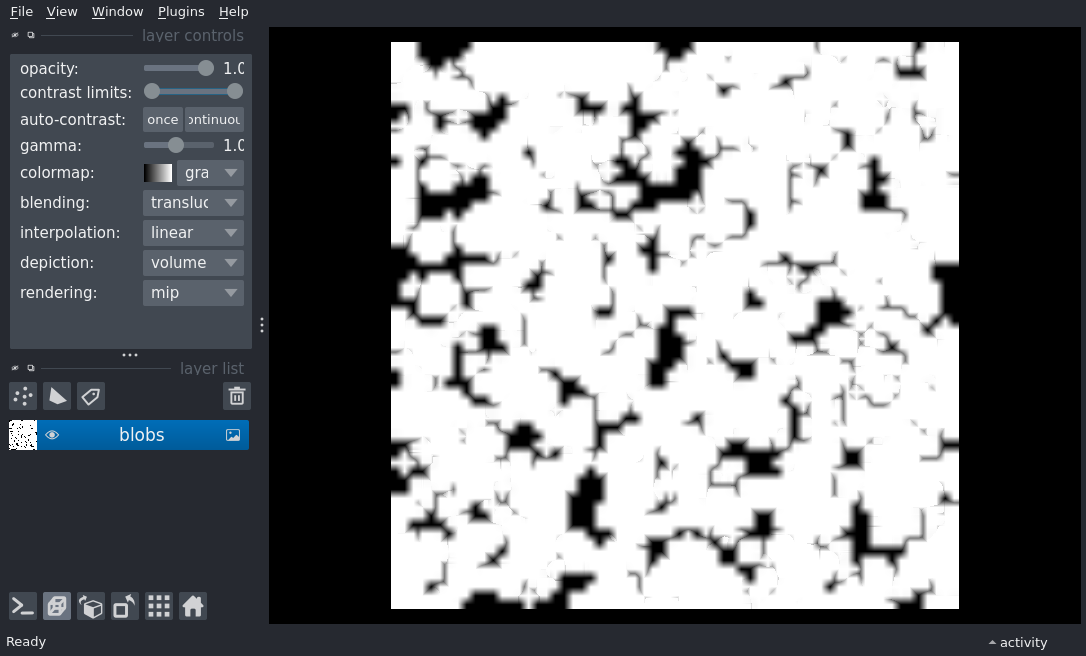 File View Window Plugins Help
layer controls
opacity: 1.0
contrast limits:
auto-contrast: once ontinuou
gamma: 1.0
colormap: gra
blending: transluc
interpolation: linear
depiction: volume
rendering: mip
layer list
blobs
Ready
activity